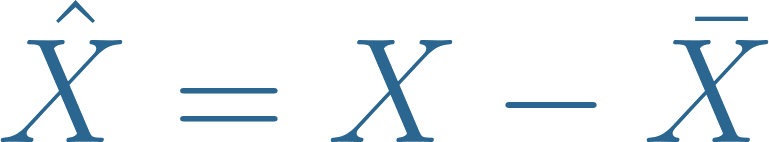 X̂ = X − X̄